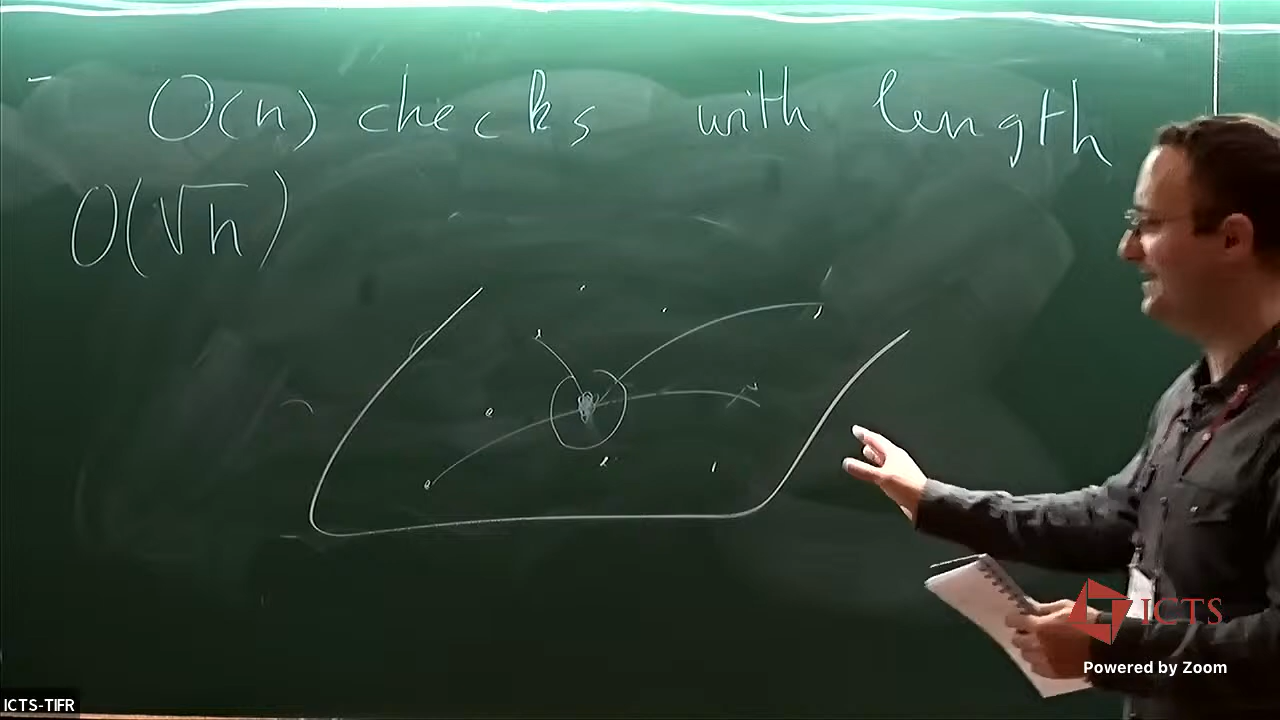 - O(n) checks with length
O(√n)
ICTS
Powered by Zoom
ICTS-TIFR